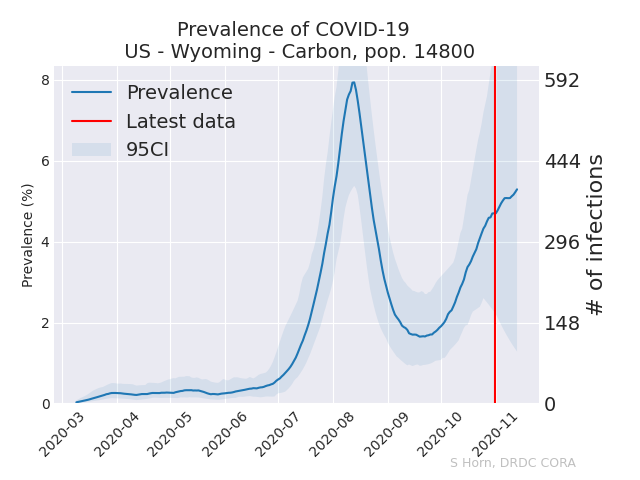 Prevalence of COVID-19
US - Wyoming - Carbon, pop. 14800
Prevalence
Latest data
95CI
Prevalence (%)
8
6
4
2
0
592
444
296
148
0
# of infections
2020-03
2020-04
2020-05
2020-06
2020-07
2020-08
2020-09
2020-10
2020-11
S Horn, DRDC CORA